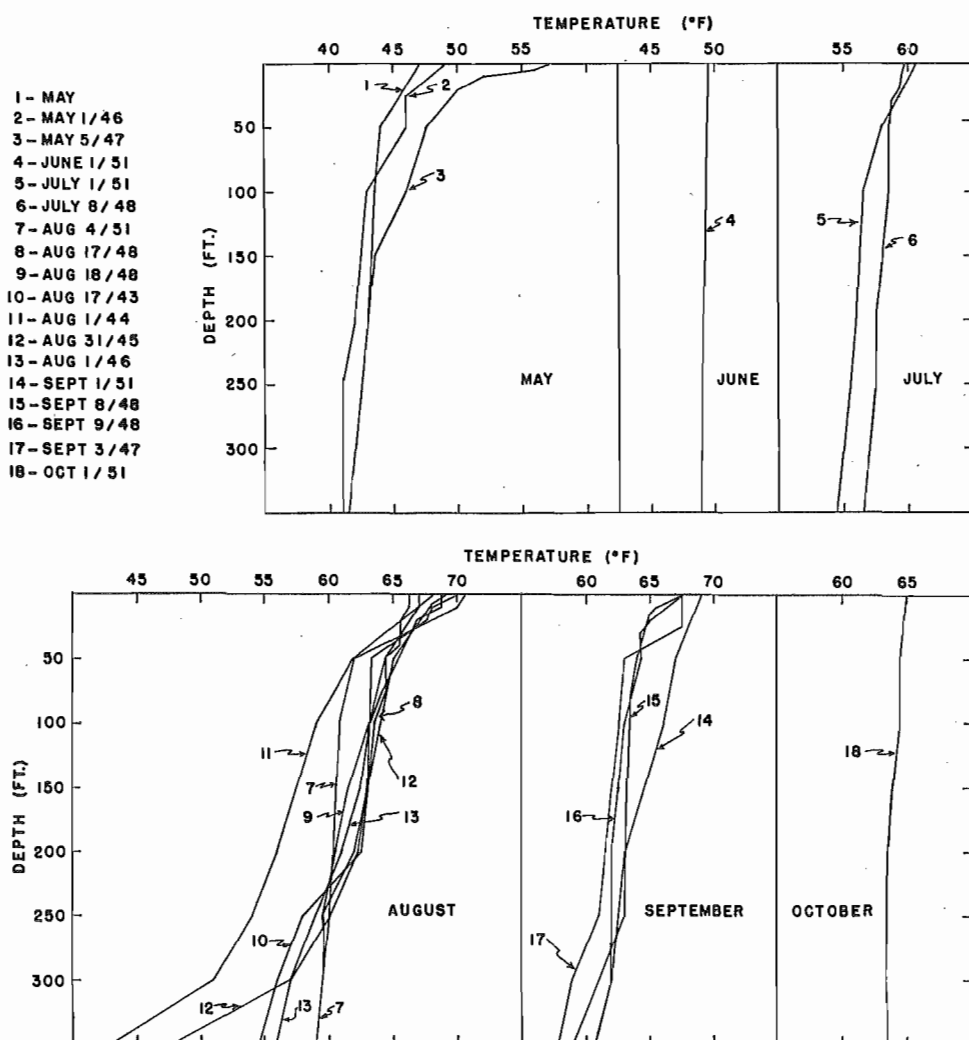 TEMPERATURE (°F)
40 45 50 55 45 50 55 60
1 - MAY
2 - MAY 1/46
3 - MAY 5/47
4 - JUNE 1/51
5 - JULY 1/51
6 - JULY 8/48
7 - AUG 4/51
8 - AUG 17/48
9 - AUG 18/48
10 - AUG 17/43
11 - AUG 1/44
12 - AUG 31/45
13 - AUG 1/46
14 - SEPT 1/51
15 - SEPT 8/48
16 - SEPT 9/48
17 - SEPT 3/47
18 - OCT 1/51
DEPTH (FT.)
50
100
150
200
250
300
1 2
3
4
5 6
MAY JUNE JULY
TEMPERATURE (°F)
45 50 55 60 65 70 60 65 70 60 65
DEPTH (FT.)
50
100
150
200
250
300
8
15
14
11
12
18
7
9
13
16
AUGUST SEPTEMBER OCTOBER
10
17
12
13 7